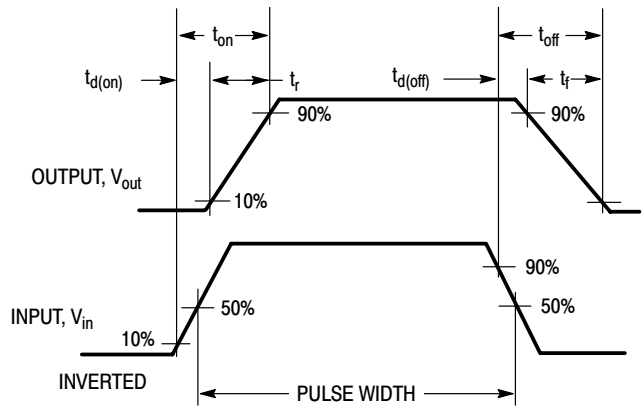 t_on t_off
t_d(on) t_r t_d(off) t_f
90% 90%
OUTPUT, V_out
10%
90%
INPUT, V_in 50% 50%
10%
INVERTED PULSE WIDTH